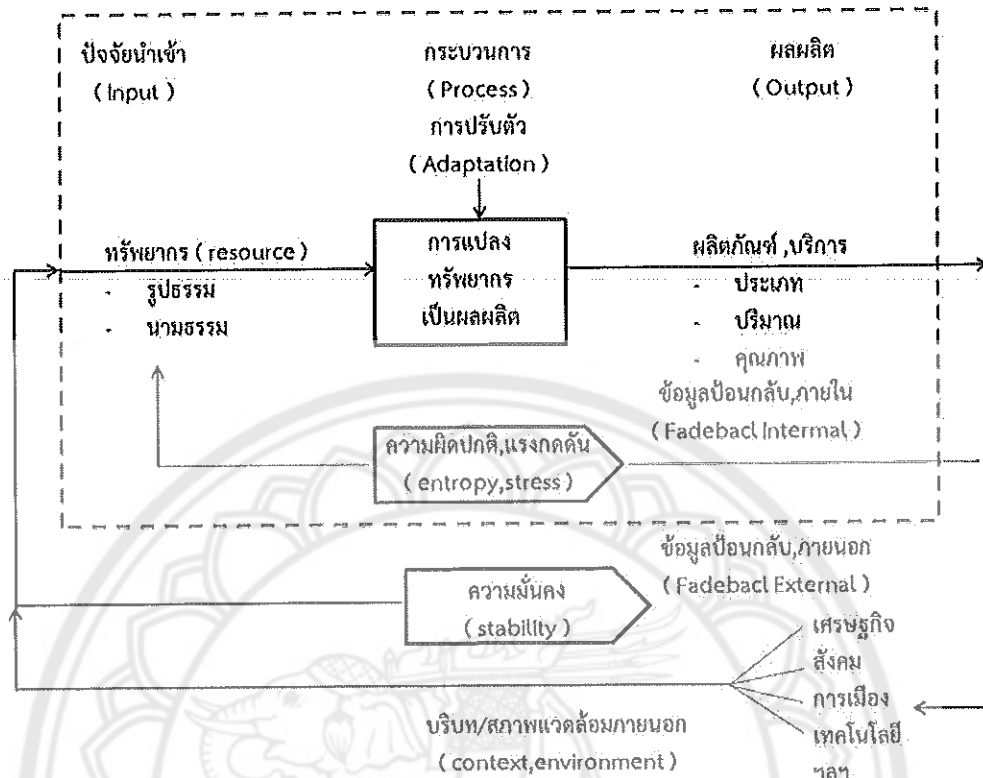 ปัจจัยนำเข้า
( Input )
กระบวนการ
( Process )
การปรับตัว
( Adaptation )
ผลผลิต
( Output )
ทรัพยากร ( resource )
- รูปธรรม
- นามธรรม
การแปลง
ทรัพยากร
เป็นผลผลิต
ผลิตภัณฑ์ ,บริการ
- ประเภท
- ปริมาณ
- คุณภาพ
ข้อมูลป้อนกลับ,ภายใน
( Fadebacl Intermal )
ความผิดปกติ,แรงกดดัน
( entropy,stress )
ข้อมูลป้อนกลับ,ภายนอก
( Fadebacl External )
ความมั่นคง
( stability )
เศรษฐกิจ
สังคม
การเมือง
เทคโนโลยี
ฯลฯ
บริบท/สภาพแวดล้อมภายนอก
( context,environment )